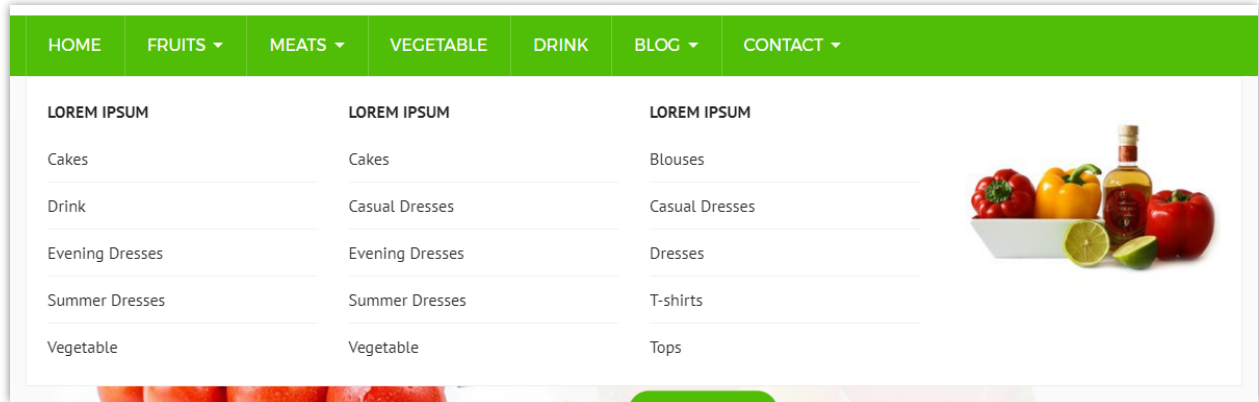 HOME FRUITS MEATS VEGETABLE DRINK BLOG CONTACT
LOREM IPSUM
Cakes
Drink
Evening Dresses
Summer Dresses
Vegetable
LOREM IPSUM
Cakes
Casual Dresses
Evening Dresses
Summer Dresses
Vegetable
LOREM IPSUM
Blouses
Casual Dresses
Dresses
T-shirts
Tops